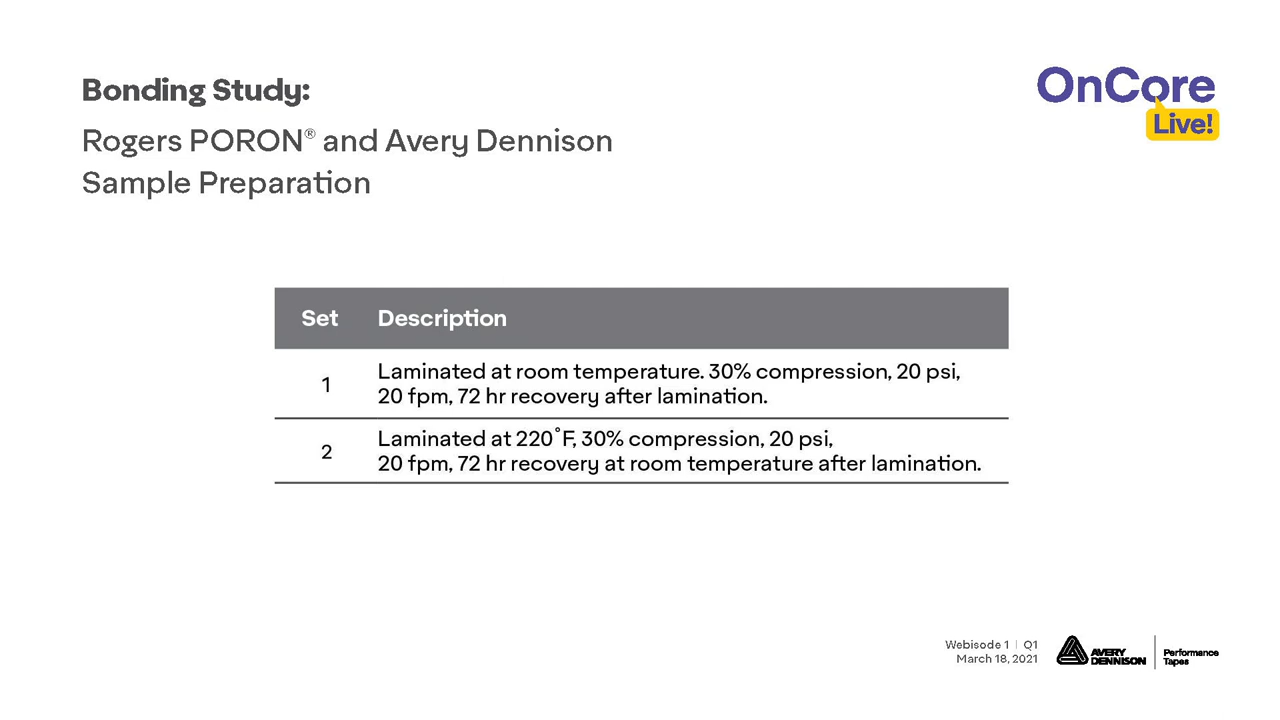 Bonding Study:
Rogers PORON® and Avery Dennison
Sample Preparation
OnCore
Live!
Set Description
1 Laminated at room temperature. 30% compression, 20 psi,
20 fpm, 72 hr recovery after lamination.
2 Laminated at 220˚F, 30% compression, 20 psi,
20 fpm, 72 hr recovery at room temperature after lamination.
Webisode 1 | Q1
March 18, 2021
AVERY
DENNISON
Performance
Tapes